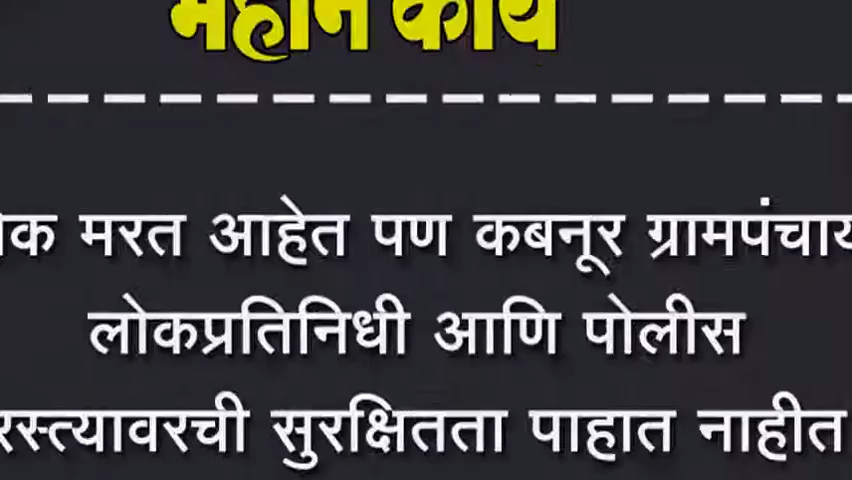 महान कार्य
मरत आहेत पण कबनूर
लोकप्रतिनिधी आणि पोलीस
रस्त्यावरची सुरक्षितता पाहात नाहीत